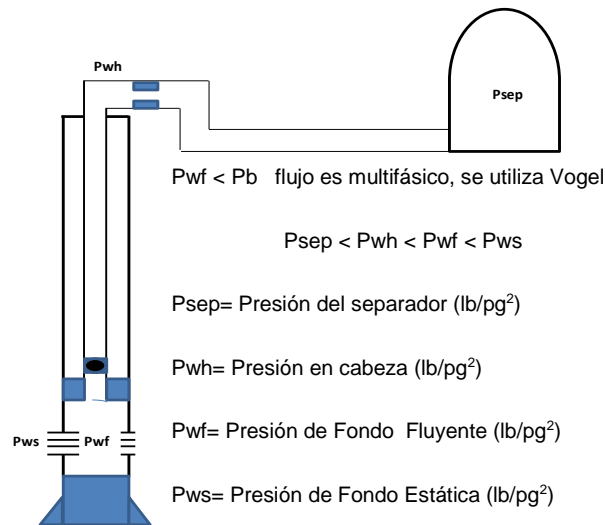 Pwh
Psep
Pwf < Pb   flujo es multifásico, se utiliza Vogel
Psep < Pwh < Pwf < Pws
Psep= Presión del separador (lb/pg²)
Pwh= Presión en cabeza (lb/pg²)
Pwf= Presión de Fondo  Fluyente (lb/pg²)
Pws Pwf
Pws= Presión de Fondo Estática (lb/pg²)